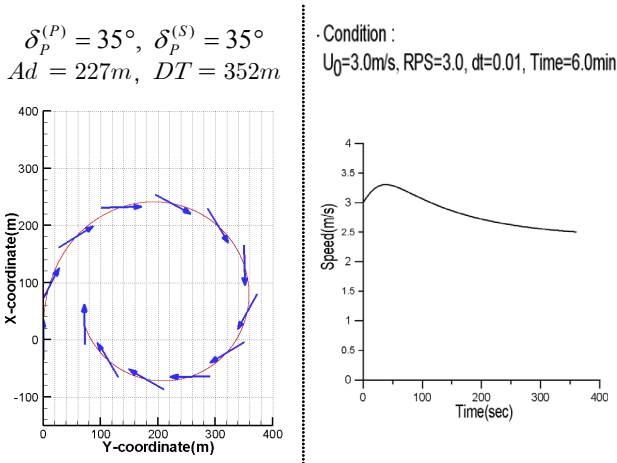 δ_P^(P) = 35°, δ_P^(S) = 35°
Ad = 227m, DT = 352m
400
300
200
100
0
-100
X-coordinate(m)
0 100 200 300 400
Y-coordinate(m)
· Condition :
U0=3.0m/s, RPS=3.0, dt=0.01, Time=6.0min
4
3.5
3
2.5
2
1.5
1
0.5
0
Speed(m/s)
0 100 200 300 400
Time(sec)